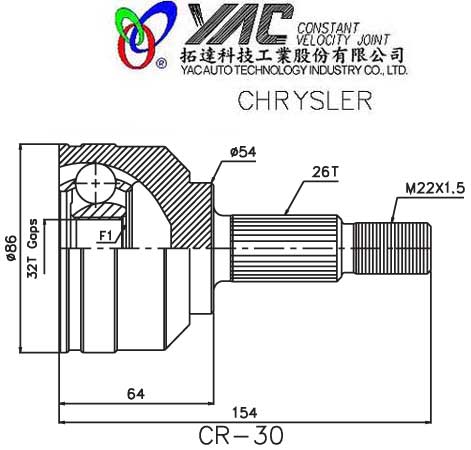 YAC CONSTANT
VELOCITY JOINT
®
拓達科技工業股份有限公司
YAC AUTO TECHNOLOGY INDUSTRY CO., LTD.
CHRYSLER
ø54
26T
M22X1.5
ø86
32T Gaps
F1
64
154
CR-30